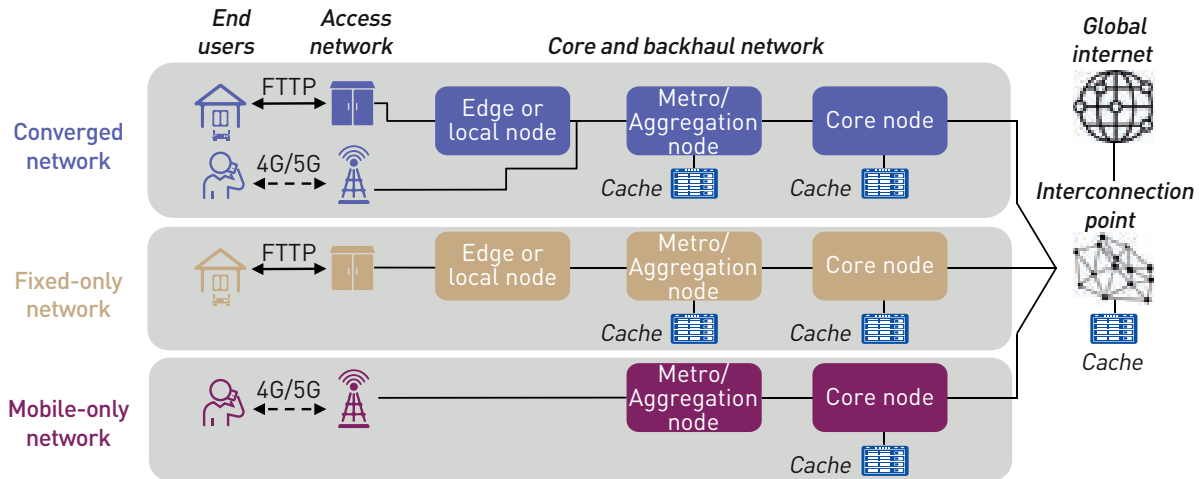 End
users
Access
network
Core and backhaul network
Global
internet
Converged
network
FTTP
4G/5G
Edge or
local node
Metro/
Aggregation
node
Core node
Cache
Cache
Interconnection
point
Fixed-only
network
FTTP
Edge or
local node
Metro/
Aggregation
node
Core node
Cache
Cache
Cache
Mobile-only
network
4G/5G
Metro/
Aggregation
node
Core node
Cache